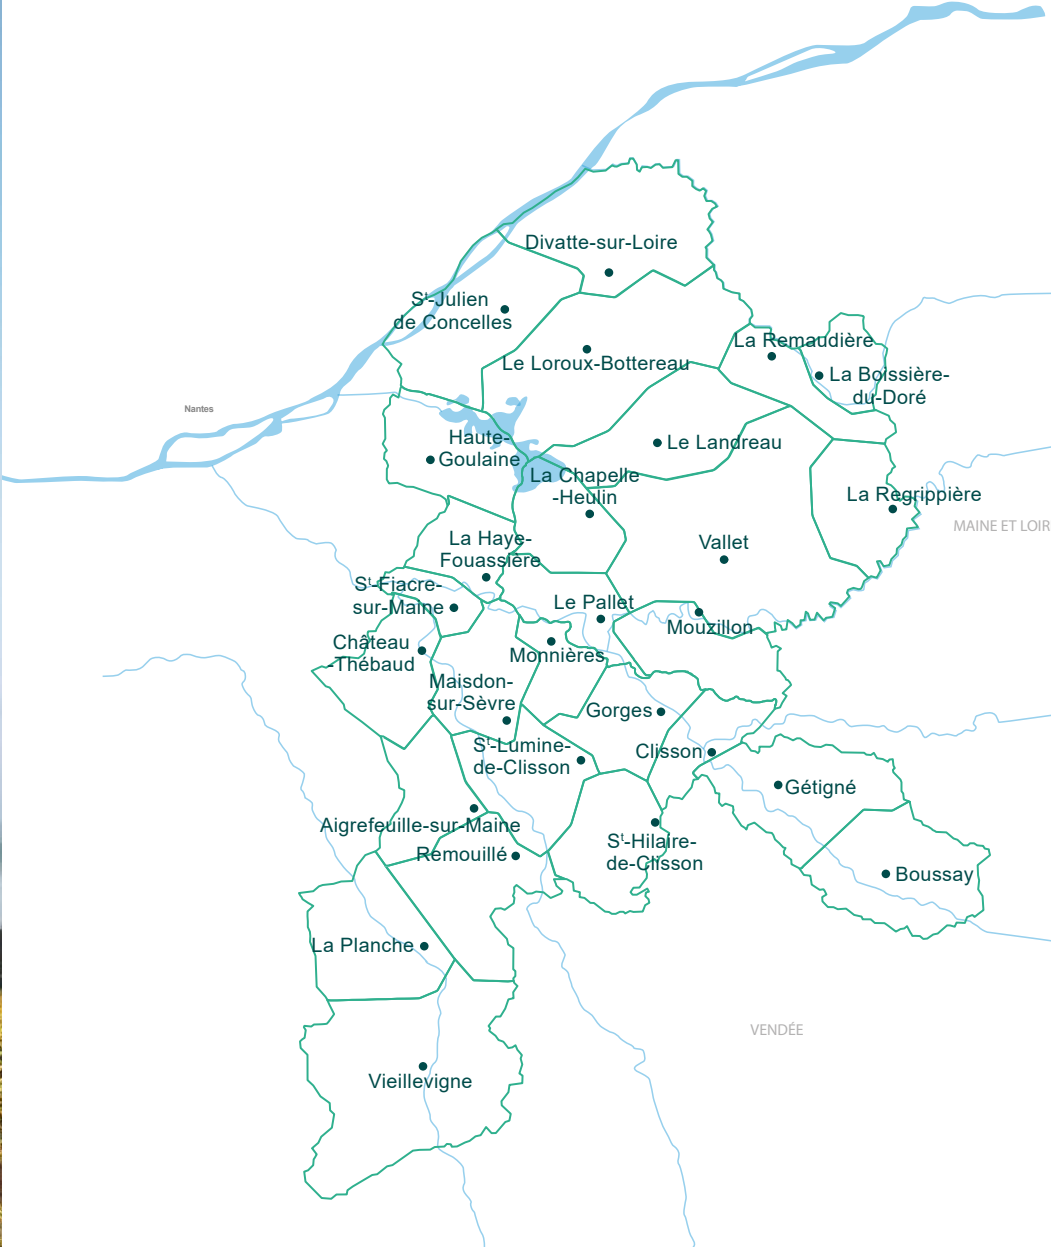 Divatte-sur-Loire
St-Julien
de Concelles
La Remaudière
Le Loroux-Bottereau
La Boissière-
du-Doré
Nantes
Haute-
Goulaine
Le Landreau
La Chapelle
-Heulin
La Regrippière
MAINE ET LOIR
La Haye-
Fouassière
Vallet
St-Fiacre-
sur-Maine
Le Pallet
Mouzillon
Château
-Thébaud
Monnières
Maisdon-
sur-Sèvre
Gorges
St-Lumine-
de-Clisson
Clisson
Gétigné
Aigrefeuille-sur-Maine
St-Hilaire-
de-Clisson
Remouillé
Boussay
La Planche
VENDÉE
Vieillevigne